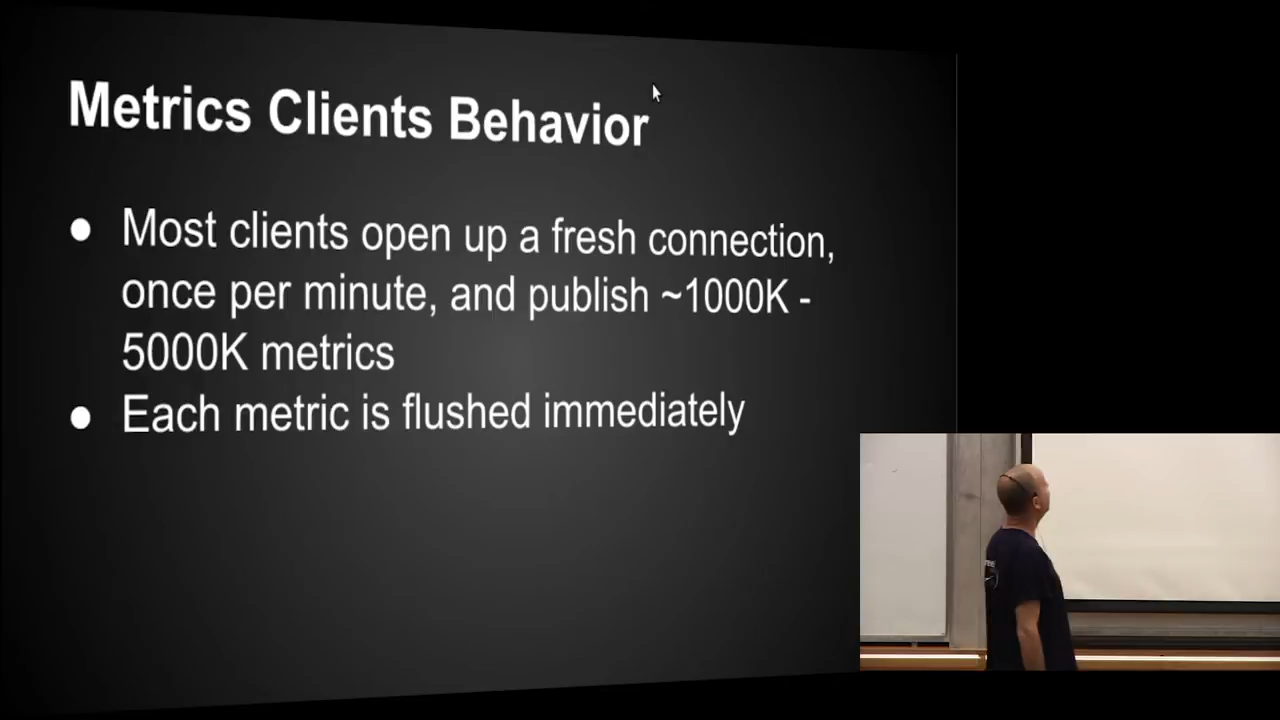 Metrics Clients Behavior
● Most clients open up a fresh connection,
once per minute, and publish ~1000K -
5000K metrics
● Each metric is flushed immediately